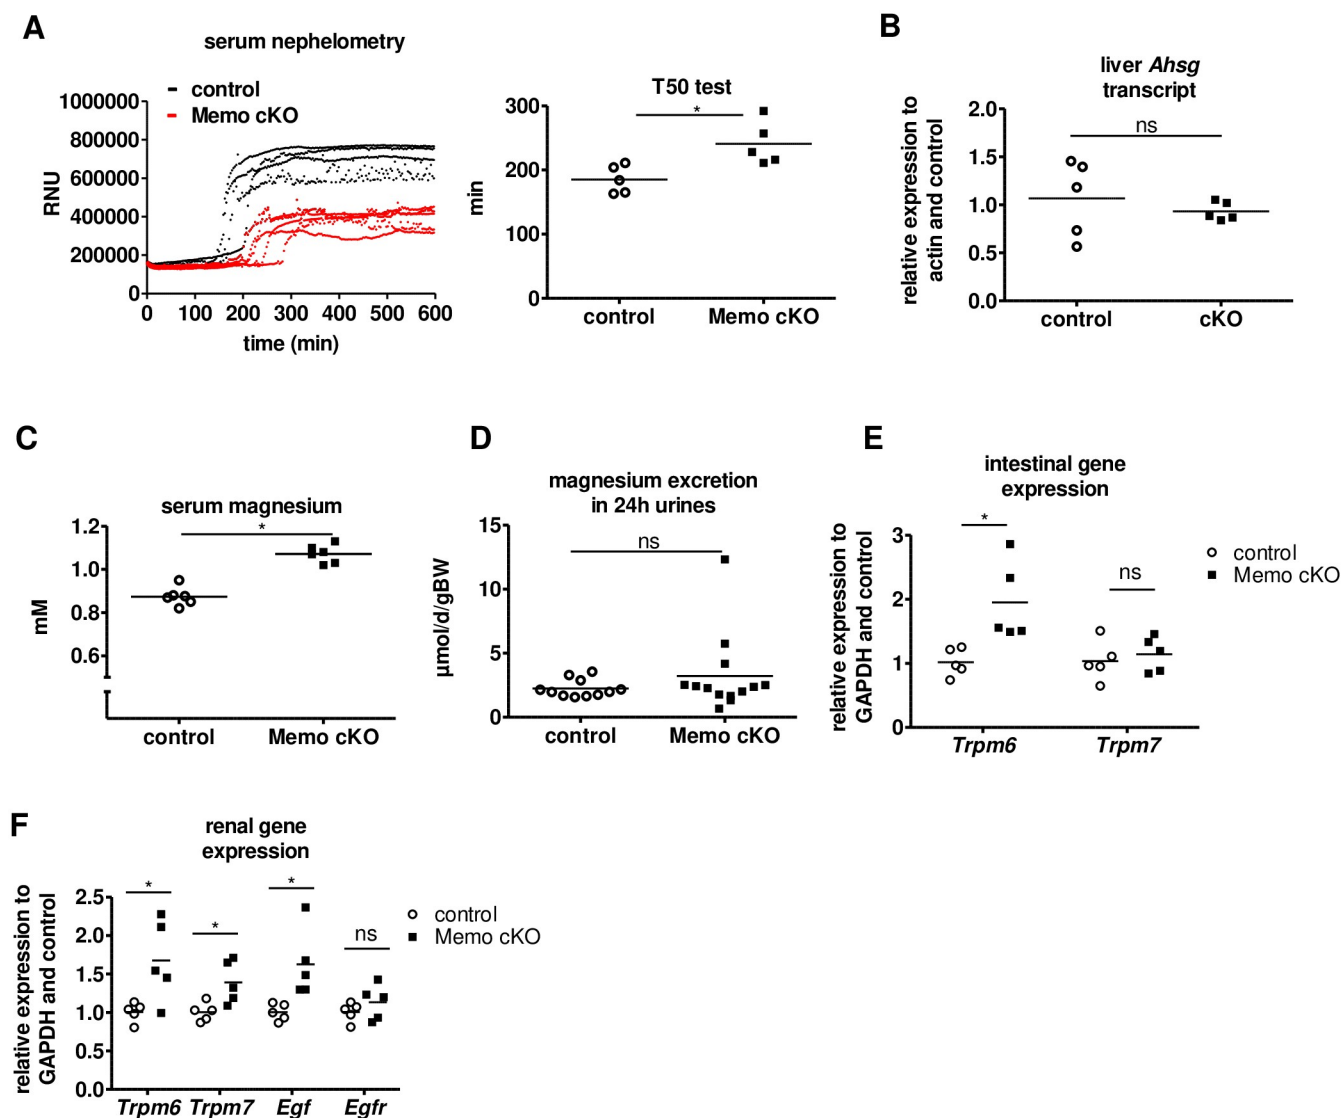 A
serum nephelometry
control
Memo cKO
RNU
1000000
800000
600000
400000
200000
0
0 100 200 300 400 500 600
time (min)
T50 test
*
min
300
200
100
0
control Memo cKO
B
liver Ahsg
transcript
ns
relative expression to
actin and control
2.0
1.5
1.0
0.5
0.0
control cKO
C
serum magnesium
*
mM
1.2
1.0
0.8
0.6
control Memo cKO
D
magnesium excretion
in 24h urines
ns
µmol/d/gBW
15
10
5
0
control Memo cKO
E
intestinal gene
expression
*
ns
relative expression to
GAPDH and control
3
2
1
0
Trpm6 Trpm7
control
Memo cKO
F
renal gene
expression
*
*
*
ns
relative expression to
GAPDH and control
2.5
2.0
1.5
1.0
0.5
0.0
Trpm6 Trpm7 Egf Egfr
control
Memo cKO